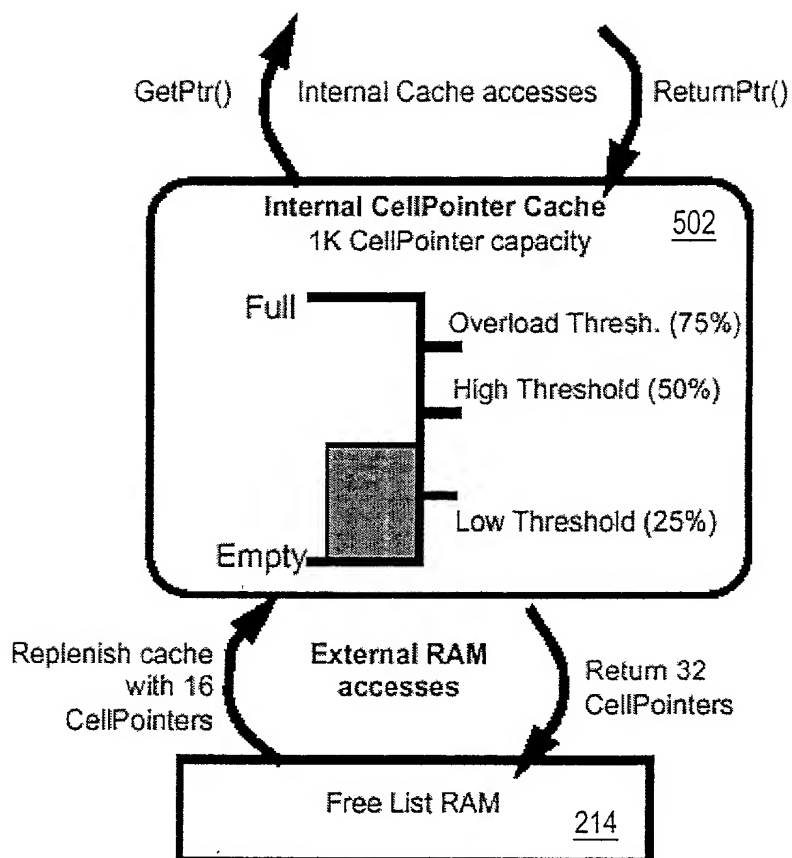 GetPtr()
Internal Cache accesses
ReturnPtr()
Internal CellPointer Cache
1K CellPointer capacity
502
Full
Overload Thresh. (75%)
High Threshold (50%)
Low Threshold (25%)
Empty
Replenish cache
with 16
CellPointers
External RAM
accesses
Return 32
CellPointers
Free List RAM
214